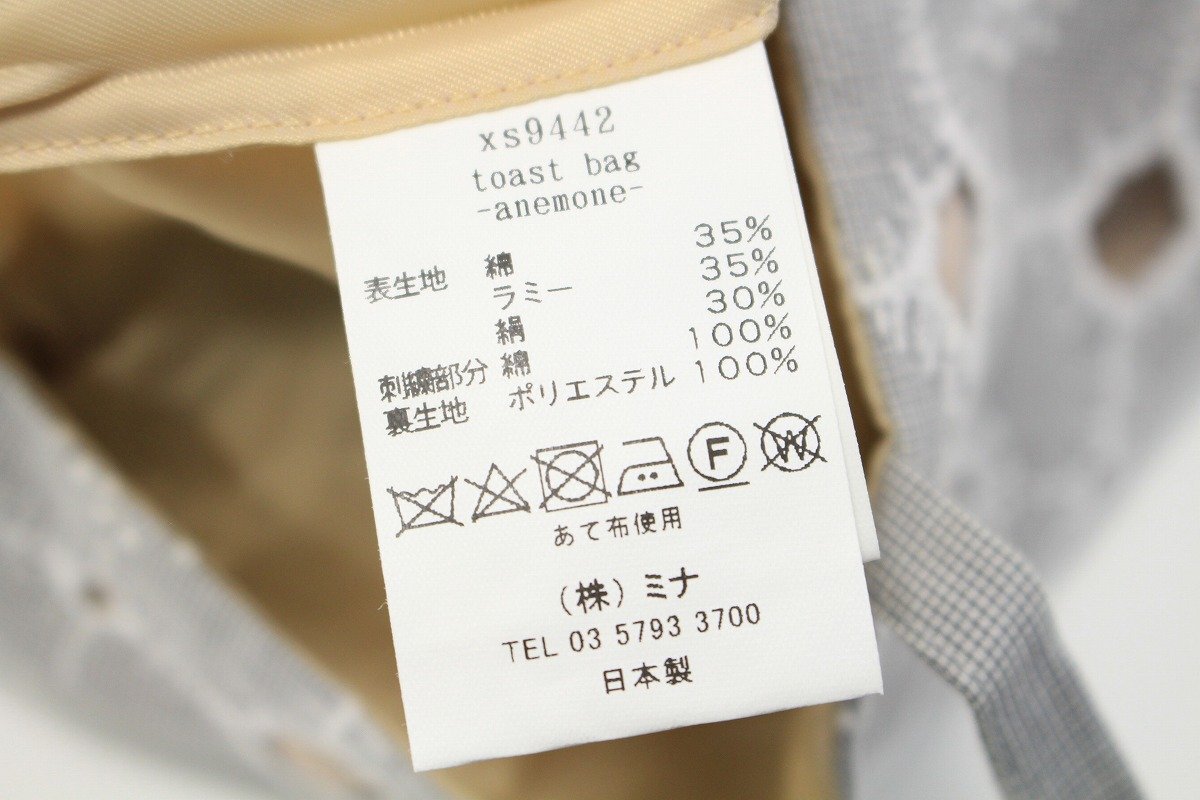 xs9442
toast bag
-anemone-
表生地 綿 35%
ラミー 35%
絹 30%
刺繍部分 綿 100%
裏生地 ポリエステル 100%
F W
あて布使用
(株)ミナ
TEL 03 5793 3700
日本製